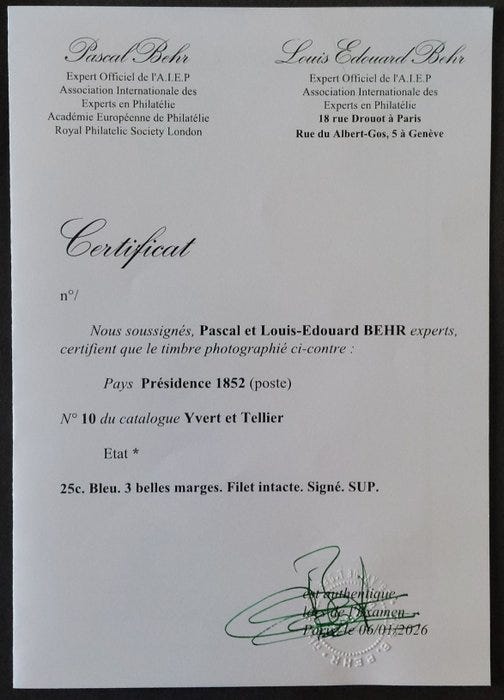 Pascal Behr
Expert Officiel de l'A.I.E.P
Association Internationale des
Experts en Philatélie
Académie Européenne de Philatélie
Royal Philatelic Society London
Louis Edouard Behr
Expert Officiel de l'A.I.E.P
Association Internationale des
Experts en Philatélie
18 rue Drouot à Paris
Rue du Albert-Gos, 5 à Genève
Certificat
n°/
Nous soussignés, Pascal et Louis-Edouard BEHR experts,
certifient que le timbre photographié ci-contre :
Pays Présidence 1852 (poste)
N° 10 du catalogue Yvert et Tellier
Etat *
25c. Bleu. 3 belles marges. Filet intacte. Signé. SUP.
est authentique,
lors de l'examen
Paris, le 06/01/2026